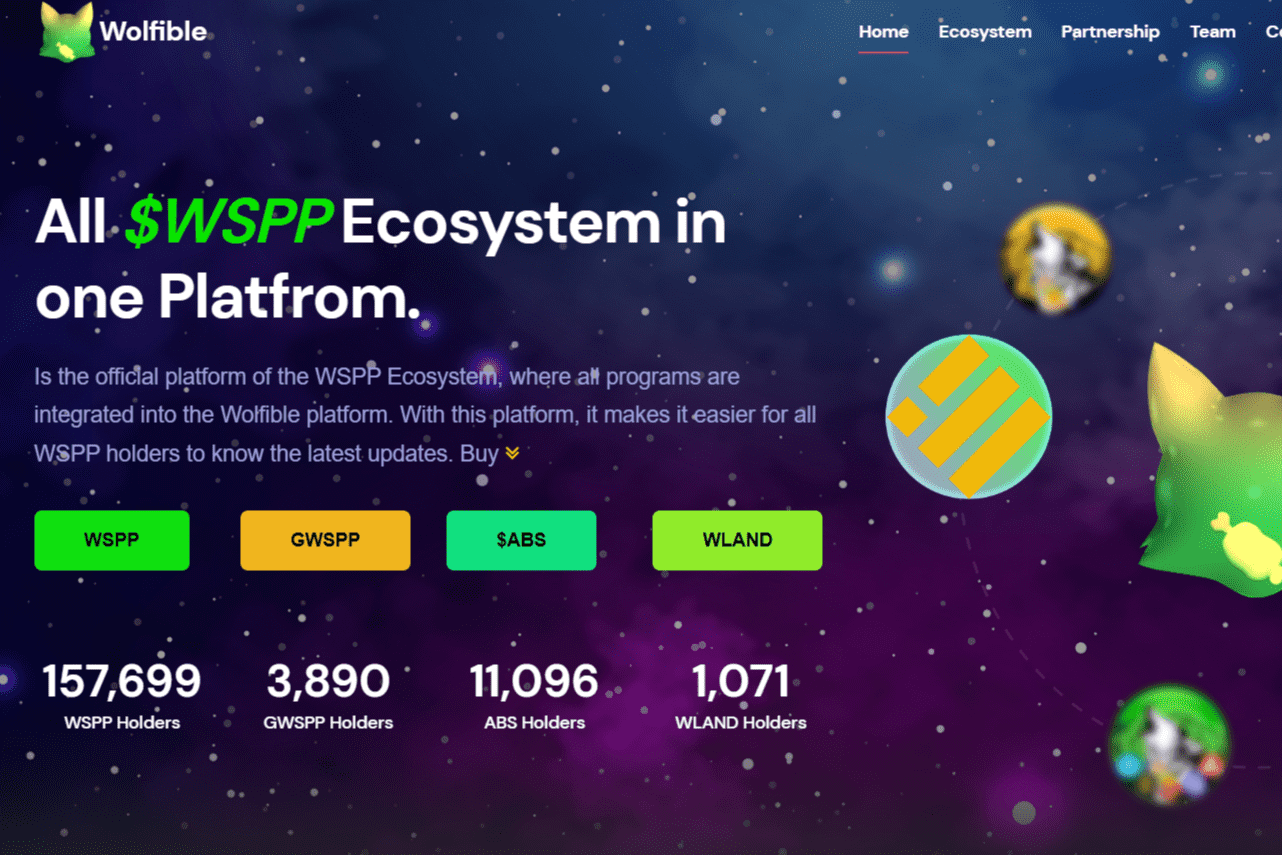 Wolfible
Home Ecosystem Partnership Team
All $WSPP Ecosystem in
one Platfrom.
Is the official platform of the WSPP Ecosystem, where all programs are
integrated into the Wolfible platform. With this platform, it makes it easier for all
WSPP holders to know the latest updates. Buy
WSPP GWSPP $ABS WLAND
157,699 3,890 11,096 1,071
WSPP Holders GWSPP Holders ABS Holders WLAND Holders